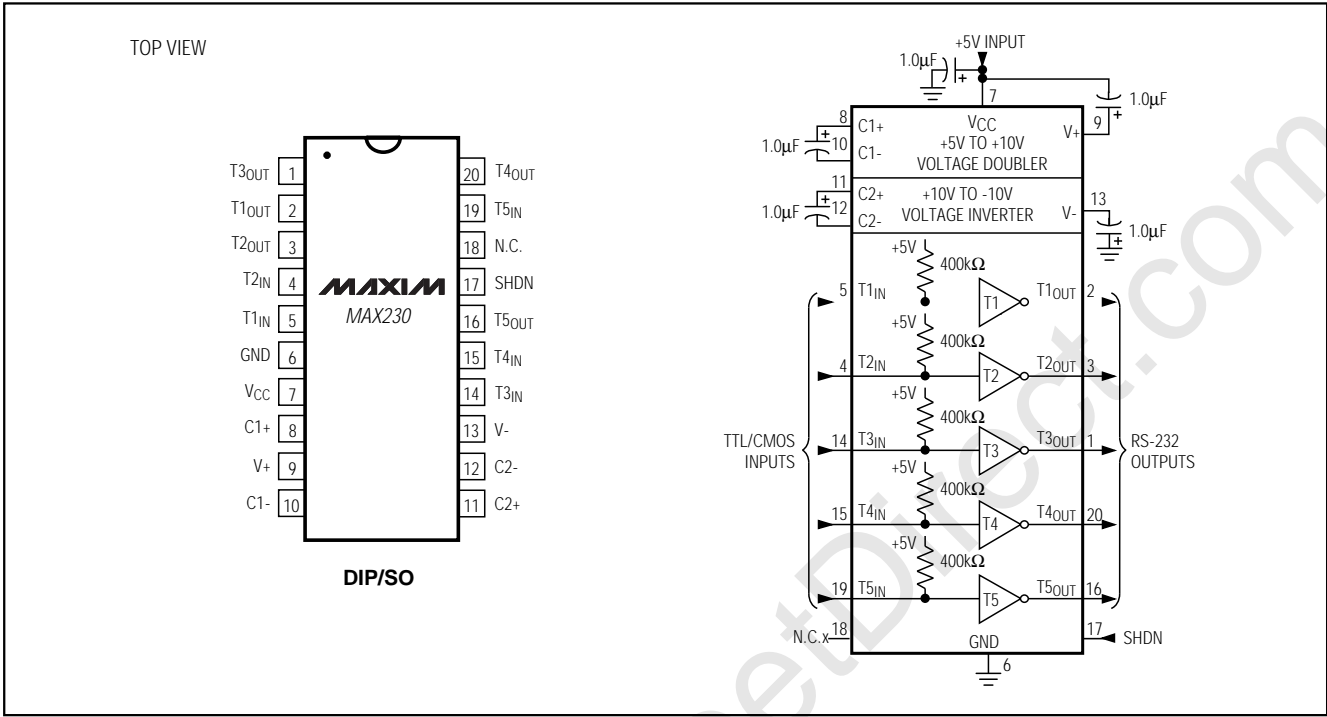 TOP VIEW
T3OUT 1
T1OUT 2
T2OUT 3
T2IN 4
T1IN 5
GND 6
VCC 7
C1+ 8
V+ 9
C1- 10
20 T4OUT
19 T5IN
18 N.C.
17 SHDN
16 T5OUT
15 T4IN
14 T3IN
13 V-
12 C2-
11 C2+
MAXIM
MAX230
DIP/SO
+5V INPUT
1.0µF
+
7
1.0µF
+
9
V+
VCC
+5V TO +10V
VOLTAGE DOUBLER
8 C1+
+
1.0µF
10 C1-
11 C2+
+
1.0µF
12 C2-
+10V TO -10V
VOLTAGE INVERTER
V- 13
1.0µF
+
+5V
400kΩ
5 T1IN
T1
T1OUT 2
+5V
400kΩ
4 T2IN
T2
T2OUT 3
+5V
400kΩ
14 T3IN
T3
T3OUT 1
+5V
400kΩ
15 T4IN
T4
T4OUT 20
+5V
400kΩ
19 T5IN
T5
T5OUT 16
TTL/CMOS
INPUTS
RS-232
OUTPUTS
N.C. x 18
17 SHDN
GND
6
etDirect.com